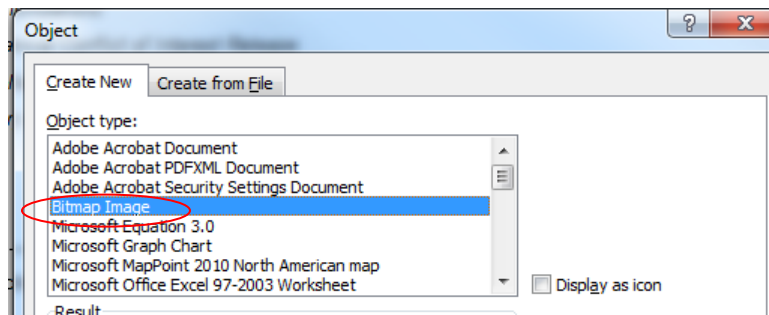 Object
Create New
Create from File
Object type:
Adobe Acrobat Document
Adobe Acrobat PDFXML Document
Adobe Acrobat Security Settings Document
Bitmap Image
Microsoft Equation 3.0
Microsoft Graph Chart
Microsoft MapPoint 2010 North American map
Microsoft Office Excel 97-2003 Worksheet
Display as icon
Result